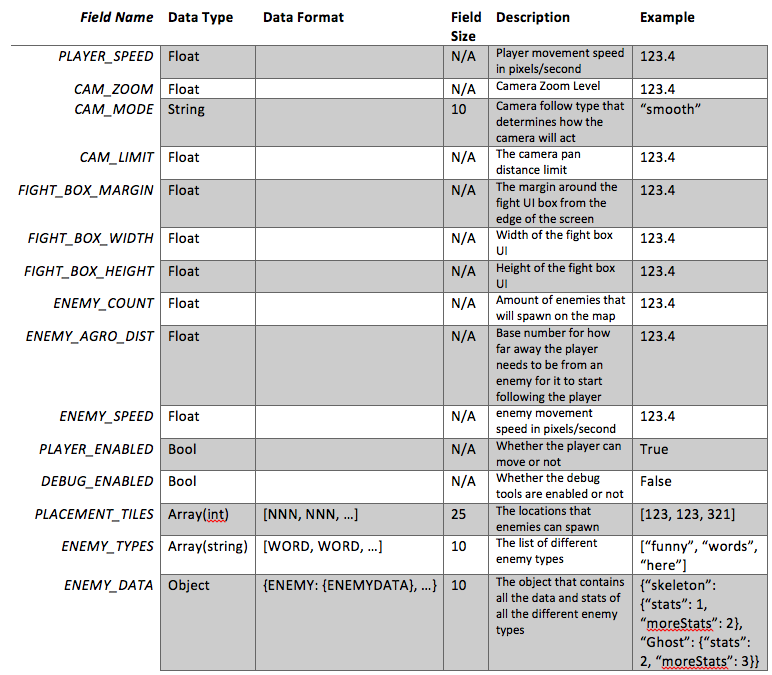 Field Name Data Type Data Format Field Size Description Example
PLAYER_SPEED Float N/A Player movement speed in pixels/second 123.4
CAM_ZOOM Float N/A Camera Zoom Level 123.4
CAM_MODE String 10 Camera follow type that determines how the camera will act “smooth”
CAM_LIMIT Float N/A The camera pan distance limit 123.4
FIGHT_BOX_MARGIN Float N/A The margin around the fight UI box from the edge of the screen 123.4
FIGHT_BOX_WIDTH Float N/A Width of the fight box UI 123.4
FIGHT_BOX_HEIGHT Float N/A Height of the fight box UI 123.4
ENEMY_COUNT Float N/A Amount of enemies that will spawn on the map 123.4
ENEMY_AGRO_DIST Float N/A Base number for how far away the player needs to be from an enemy for it to start following the player 123.4
ENEMY_SPEED Float N/A enemy movement speed in pixels/second 123.4
PLAYER_ENABLED Bool N/A Whether the player can move or not True
DEBUG_ENABLED Bool N/A Whether the debug tools are enabled or not False
PLACEMENT_TILES Array(int) [NNN, NNN, …] 25 The locations that enemies can spawn [123, 123, 321]
ENEMY_TYPES Array(string) [WORD, WORD, …] 10 The list of different enemy types [“funny”, “words”, “here”]
ENEMY_DATA Object {ENEMY: {ENEMYDATA}, …} 10 The object that contains all the data and stats of all the different enemy types {“skeleton”: {“stats”: 1, “moreStats”: 2}, “Ghost”: {“stats”: 2, “moreStats”: 3}}